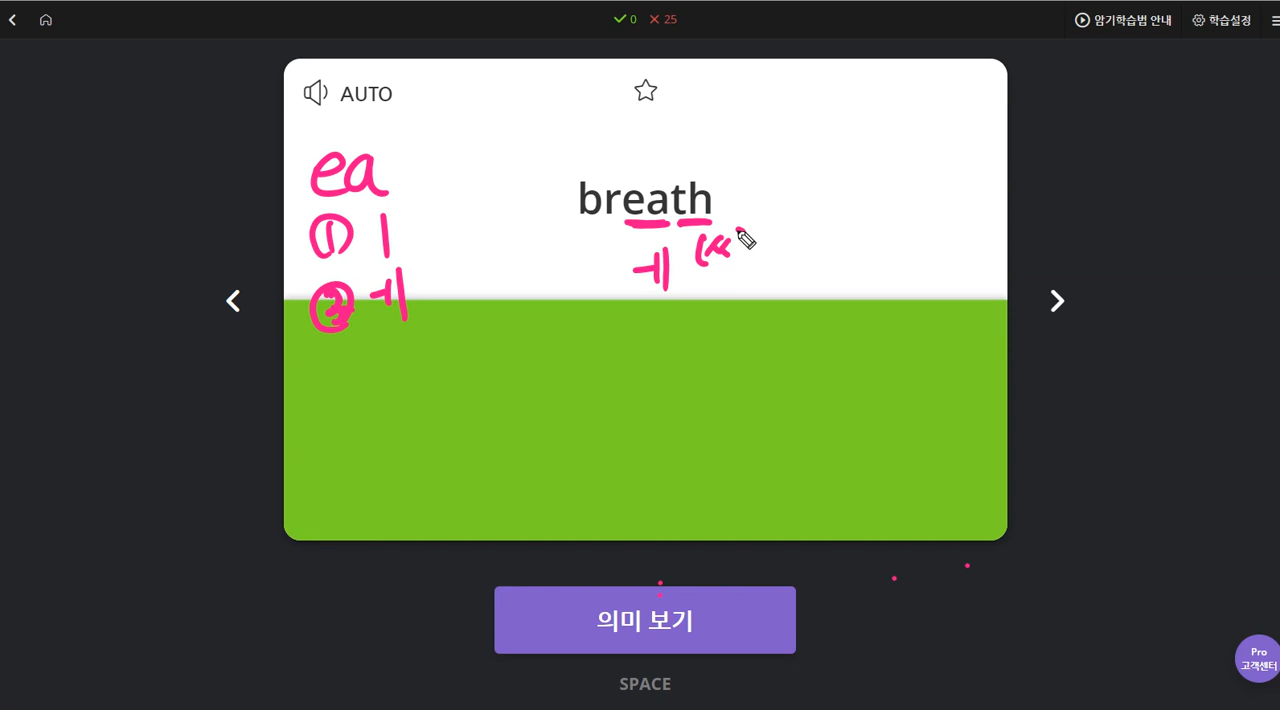 0 25
암기학습법 안내 학습설정
AUTO
ea
① ㅣ
② ㅔ
breath
ㅔ (ㅆ
의미 보기
SPACE
Pro
고객센터